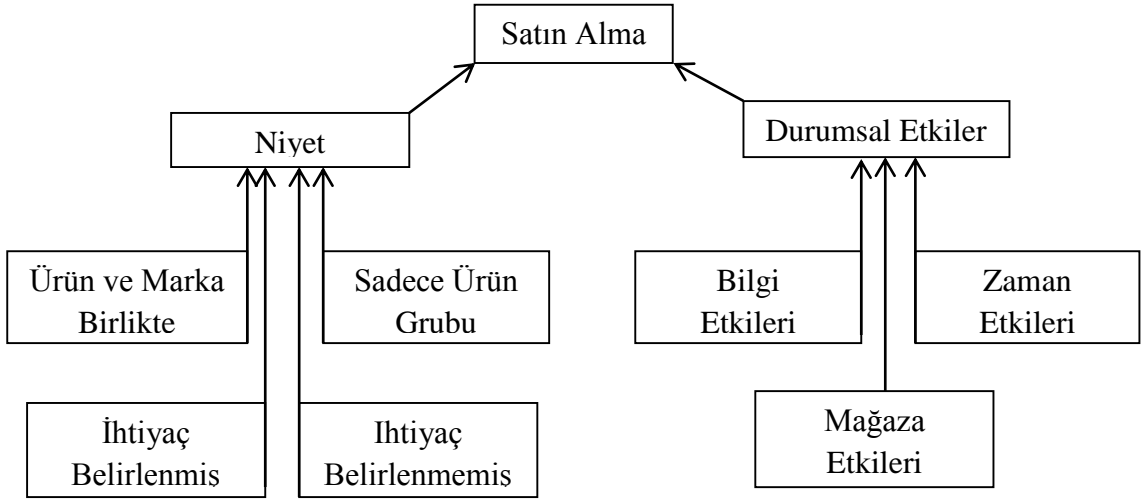 Satın Alma
Niyet
Durumsal Etkiler
Ürün ve Marka
Birlikte
Sadece Ürün
Grubu
Bilgi
Etkileri
Zaman
Etkileri
İhtiyaç
Belirlenmiş
Ihtiyaç
Belirlenmemiş
Mağaza
Etkileri